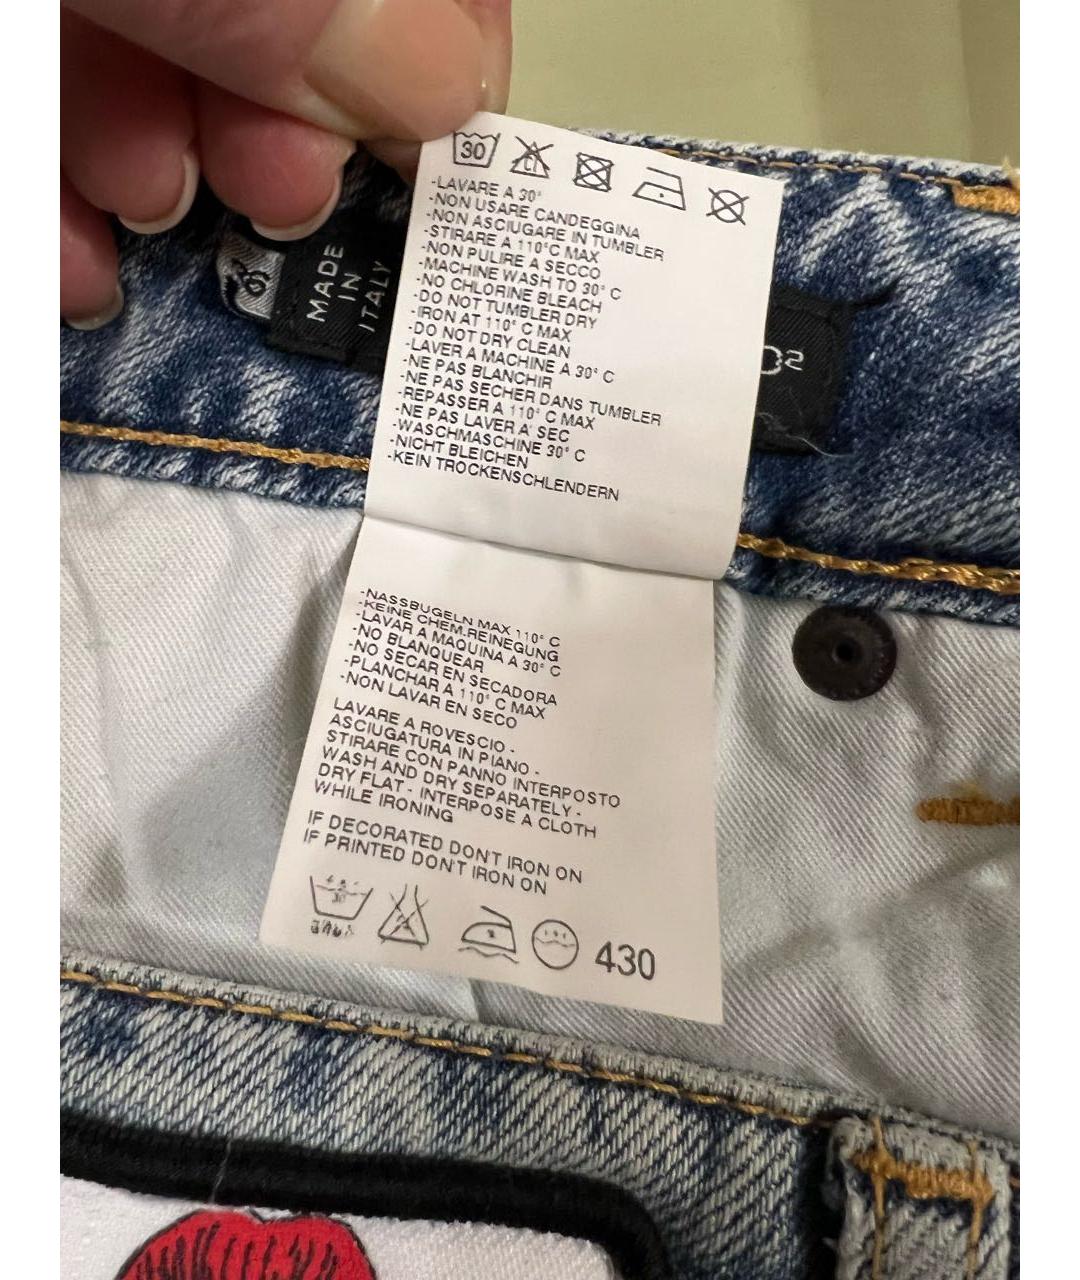 30
CL
-LAVARE A 30°
-NON USARE CANDEGGINA
-NON ASCIUGARE IN TUMBLER
-STIRARE A 110°C MAX
-NON PULIRE A SECCO
-MACHINE WASH TO 30° C
-NO CHLORINE BLEACH
-DO NOT TUMBLER DRY
-IRON AT 110° C MAX
-DO NOT DRY CLEAN
-LAVER A MACHINE A 30° C
-NE PAS BLANCHIR
-NE PAS SECHER DANS TUMBLER
-REPASSER A 110° C MAX
-NE PAS LAVER A' SEC
-WASCHMASCHINE 30° C
-NICHT BLEICHEN
-KEIN TROCKENSCHLENDERN
-NASSBUGELN MAX 110° C
-KEINE CHEM.REINEGUNG
-LAVAR A MAQUINA A 30° C
-NO BLANQUEAR
-NO SECAR EN SECADORA
-PLANCHAR A 110° C MAX
-NON LAVAR EN SECO
LAVARE A ROVESCIO -
ASCIUGATURA IN PIANO -
STIRARE CON PANNO INTERPOSTO
WASH AND DRY SEPARATELY -
DRY FLAT - INTERPOSE A CLOTH
WHILE IRONING
IF DECORATED DON'T IRON ON
IF PRINTED DON'T IRON ON
30
430
MADE
IN
ITALY
D2